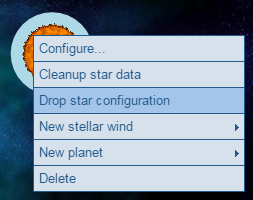 Configure...
Cleanup star data
Drop star configuration
New stellar wind
New planet
Delete